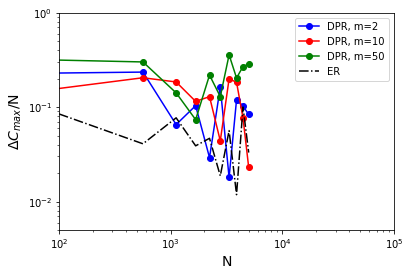 10⁰
10⁻¹
10⁻²
ΔC_max/N
DPR, m=2
DPR, m=10
DPR, m=50
ER
10² 10³ 10⁴ 10⁵
N